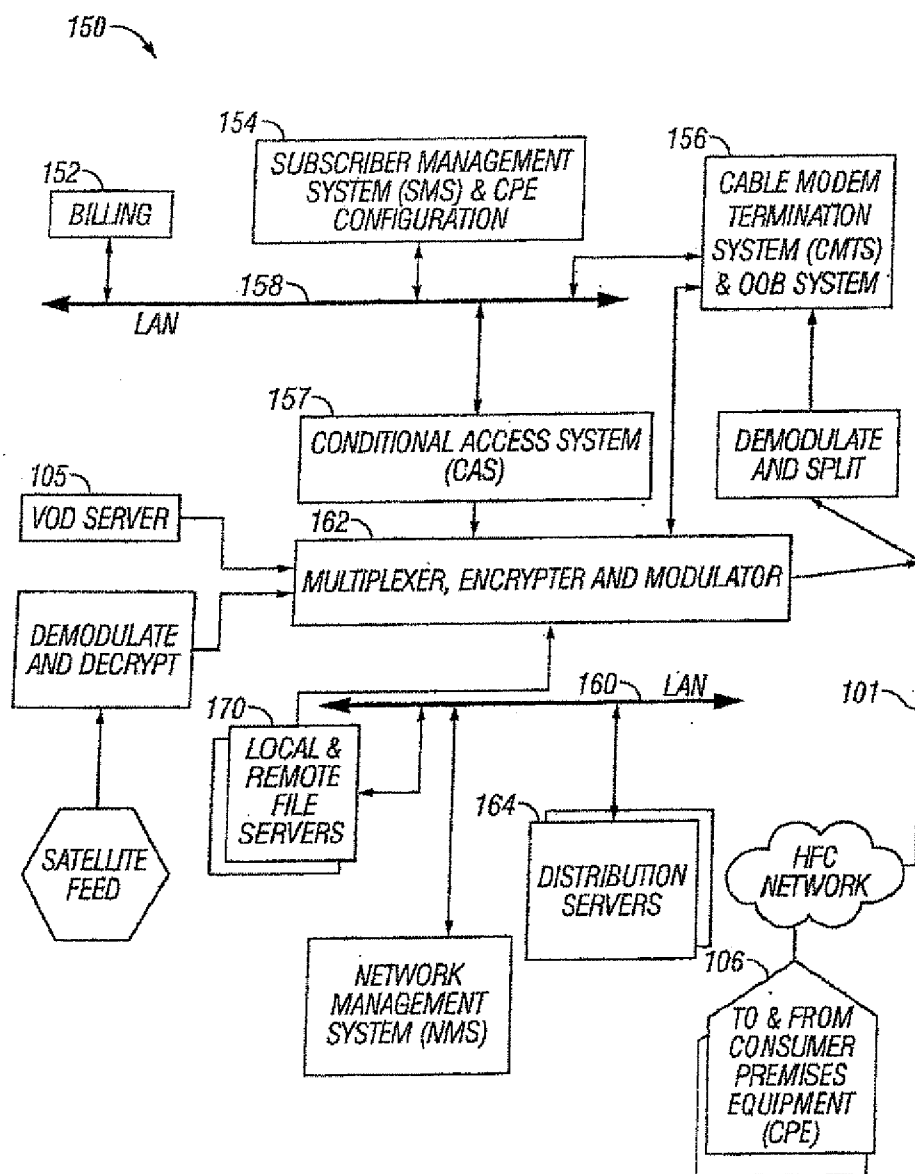 150
154
SUBSCRIBER MANAGEMENT
SYSTEM (SMS) & CPE
CONFIGURATION
152
BILLING
156
CABLE MODEM
TERMINATION
SYSTEM (CMTS)
& OOB SYSTEM
158
LAN
157
CONDITIONAL ACCESS SYSTEM
(CAS)
DEMODULATE
AND SPLIT
105
VOD SERVER
162
MULTIPLEXER, ENCRYPTER AND MODULATOR
DEMODULATE
AND DECRYPT
160
LAN
101
170
LOCAL &
REMOTE
FILE
SERVERS
164
DISTRIBUTION
SERVERS
SATELLITE
FEED
HFC
NETWORK
NETWORK
MANAGEMENT
SYSTEM (NMS)
106
TO & FROM
CONSUMER
PREMISES
EQUIPMENT
(CPE)